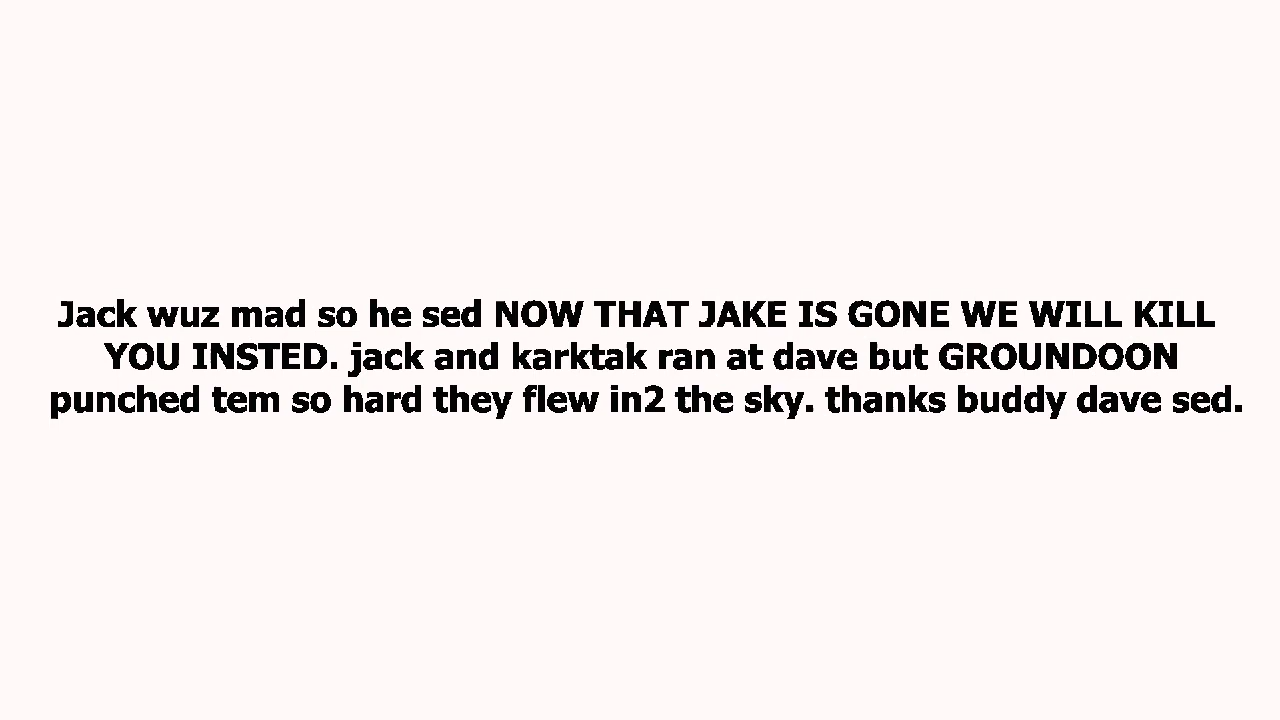 Jack wuz mad so he sed NOW THAT JAKE IS GONE WE WILL KILL
YOU INSTED. jack and karktak ran at dave but GROUNDOON
punched tem so hard they flew in2 the sky. thanks buddy dave sed.